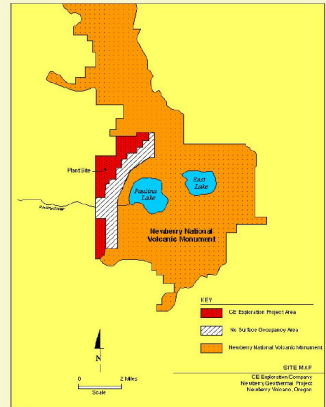 Plant Site
East
Lake
Paulina
Lake
Newberry National
Volcanic Monument
KEY
CE Exploration Project Area
No Surface Occupancy Area
Newberry National Volcanic Monument
N
0 2 Miles
Scale
SITE MAP
CE Exploration Company
Newberry Geothermal Project
Newberry Volcano, Oregon